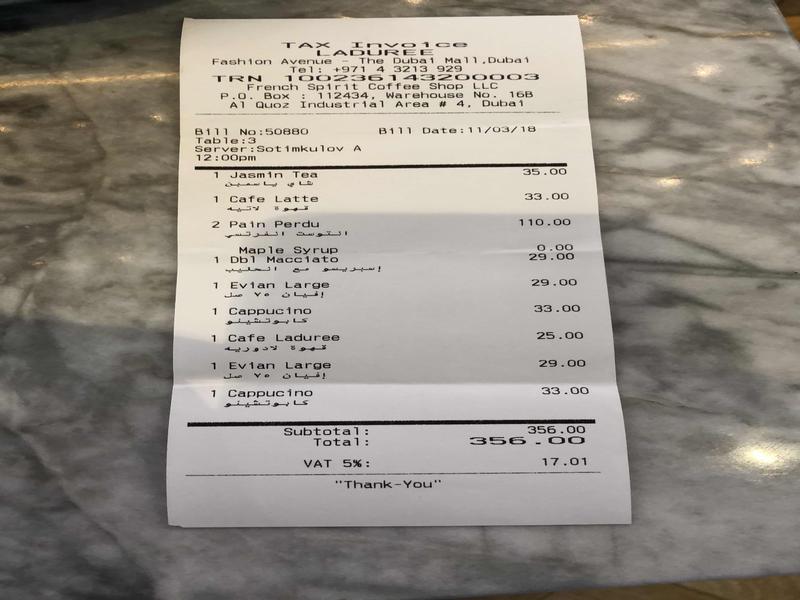 TAX Invoice
LADUREE
Fashion Avenue - The Dubai Mall,Dubai
Tel: +971 4 3213 929
TRN 100236143200003
French Spirit Coffee Shop LLC
P.O. Box : 112434, Warehouse No. 16B
Al Quoz Industrial Area # 4, Dubai
Bill No:50880 Bill Date:11/03/18
Table:3
Server:Sotimkulov A
12:00pm
1 Jasmin Tea 35.00
شاي ياسمين
1 Cafe Latte 33.00
قهوة لاتيه
2 Pain Perdu 110.00
التوست الفرنسي
Maple Syrup 0.00
1 Dbl Macciato 29.00
إسبريسو مع الحليب
1 Evian Large 29.00
إفيان ٧٥ مل
1 Cappucino 33.00
كابوتشينو
1 Cafe Laduree 25.00
قهوة لادوريه
1 Evian Large 29.00
إفيان ٧٥ مل
1 Cappucino 33.00
كابوتشينو
Subtotal: 356.00
Total: 356.00
VAT 5%: 17.01
"Thank-You"